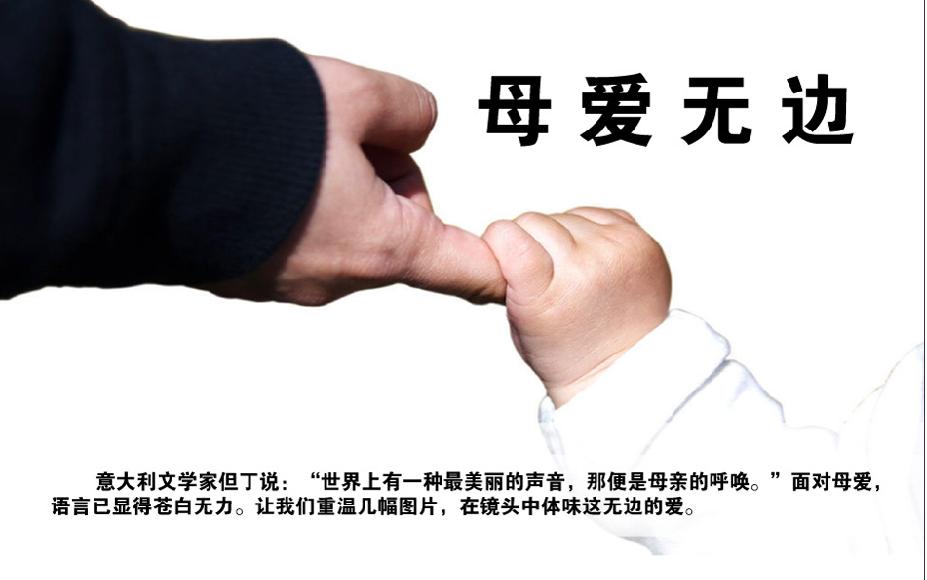 母爱无边
意大利文学家但丁说：“世界上有一种最美丽的声音，那便是母亲的呼唤。”面对母爱，
语言已显得苍白无力。让我们重温几幅图片，在镜头中体味这无边的爱。